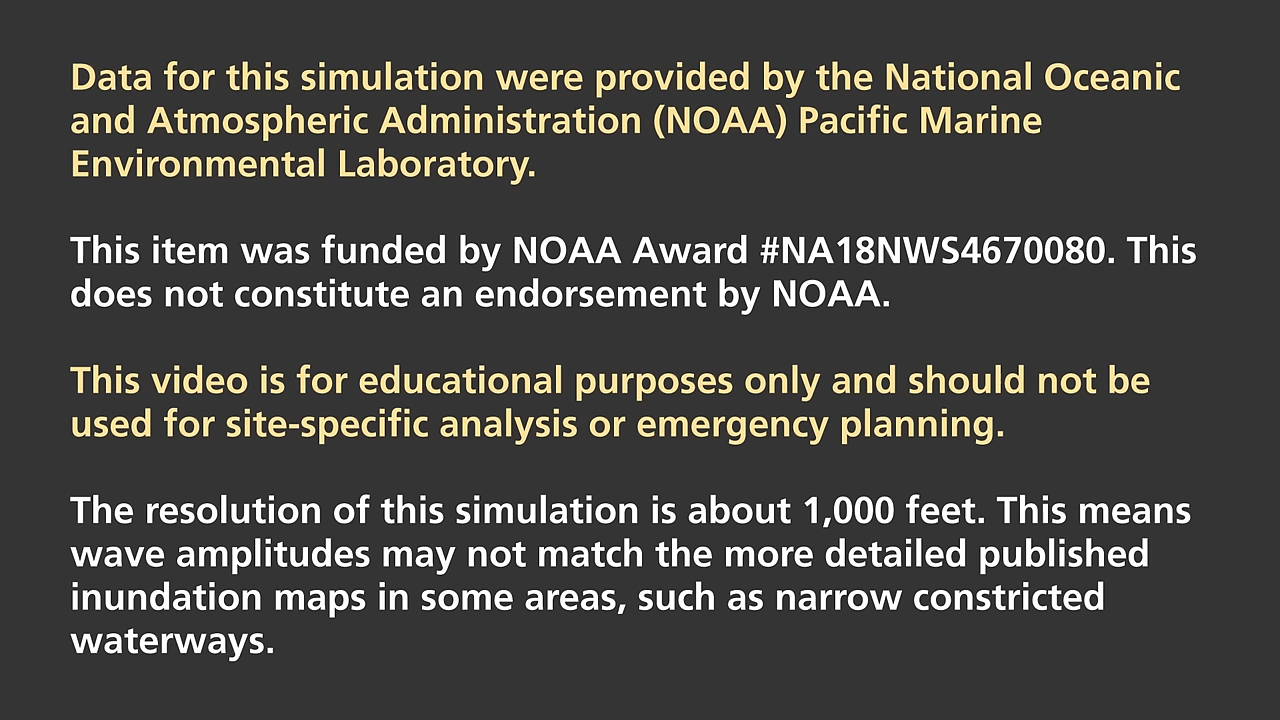 Data for this simulation were provided by the National Oceanic
and Atmospheric Administration (NOAA) Pacific Marine
Environmental Laboratory.
This item was funded by NOAA Award #NA18NWS4670080. This
does not constitute an endorsement by NOAA.
This video is for educational purposes only and should not be
used for site-specific analysis or emergency planning.
The resolution of this simulation is about 1,000 feet. This means
wave amplitudes may not match the more detailed published
inundation maps in some areas, such as narrow constricted
waterways.